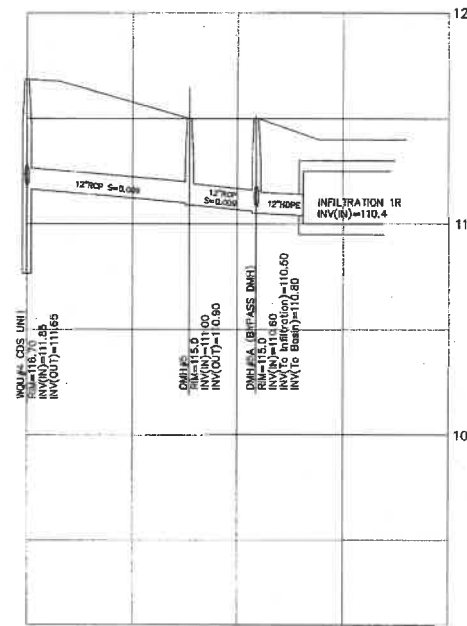 12
12"RCP S=0.009
12"RCP
S=0.009
12"HDPE
INFILTRATION 1R
INV(IN)=110.4
11
WQU#4 CDS UNIT
RIM=116.70
INV(IN)=111.85
INV(OUT)=111.65
DMH#5
RIM=115.0
INV(IN)=111.00
INV(OUT)=110.90
DMH#5A (BYPASS DMH)
RIM=115.0
INV(IN)=110.60
INV(To Infiltration)=110.50
INV(To Basin)=110.80
10